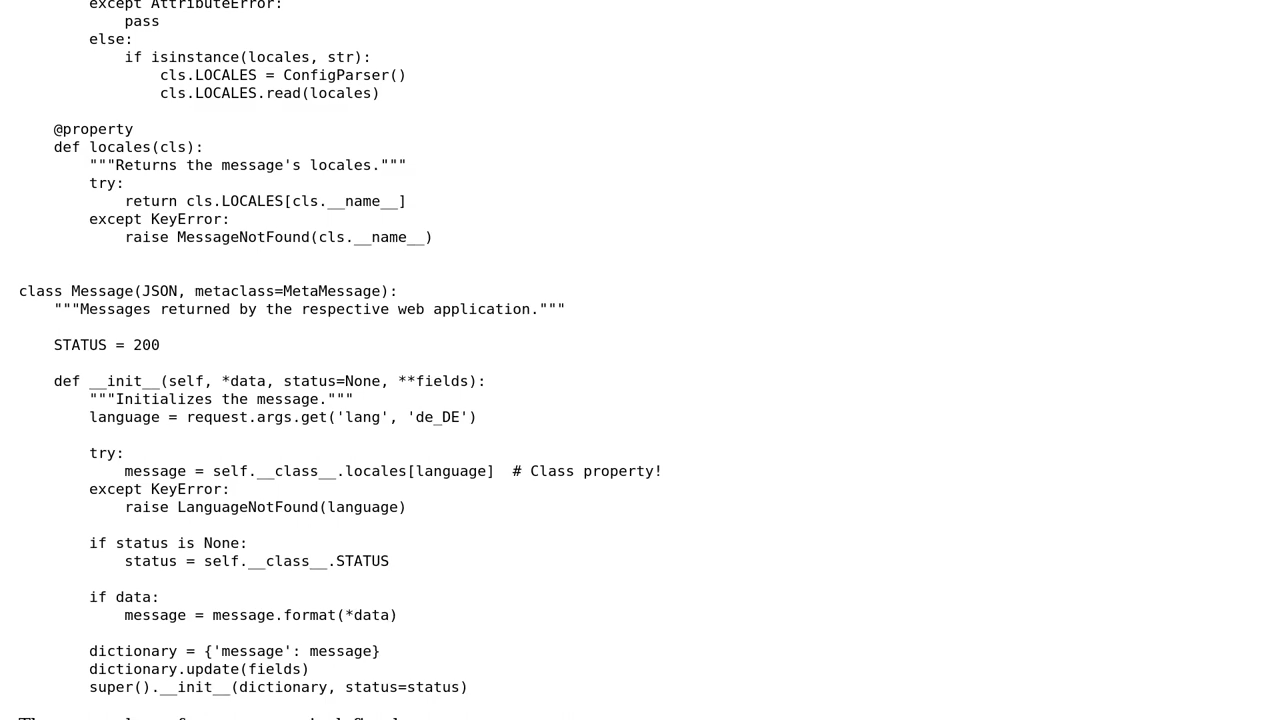 except AttributeError:
            pass
        else:
            if isinstance(locales, str):
                cls.LOCALES = ConfigParser()
                cls.LOCALES.read(locales)

    @property
    def locales(cls):
        """Returns the message's locales."""
        try:
            return cls.LOCALES[cls.__name__]
        except KeyError:
            raise MessageNotFound(cls.__name__)


class Message(JSON, metaclass=MetaMessage):
    """Messages returned by the respective web application."""

    STATUS = 200

    def __init__(self, *data, status=None, **fields):
        """Initializes the message."""
        language = request.args.get('lang', 'de_DE')

        try:
            message = self.__class__.locales[language]  # Class property!
        except KeyError:
            raise LanguageNotFound(language)

        if status is None:
            status = self.__class__.STATUS

        if data:
            message = message.format(*data)

        dictionary = {'message': message}
        dictionary.update(fields)
        super().__init__(dictionary, status=status)